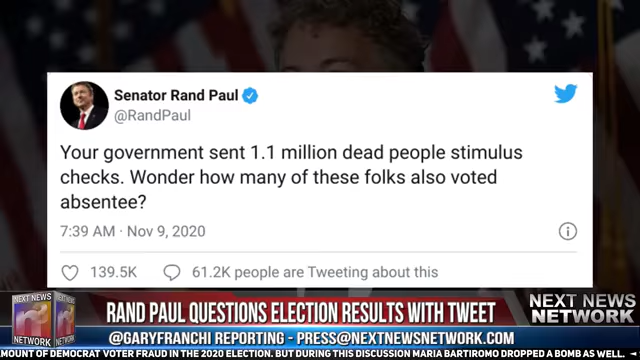 Senator Rand Paul
@RandPaul
Your government sent 1.1 million dead people stimulus
checks. Wonder how many of these folks also voted
absentee?
7:39 AM · Nov 9, 2020
139.5K 61.2K people are Tweeting about this
NEXT NEWS
NETWORK
RAND PAUL QUESTIONS ELECTION RESULTS WITH TWEET
NEXT NEWS
NETWORK
@GARYFRANCHI REPORTING - PRESS@NEXTNEWSNETWORK.COM
MOUNT OF DEMOCRAT VOTER FRAUD IN THE 2020 ELECTION. BUT DURING THIS DISCUSSION MARIA BARTIROMO DROPPED A BOMB AS WELL.